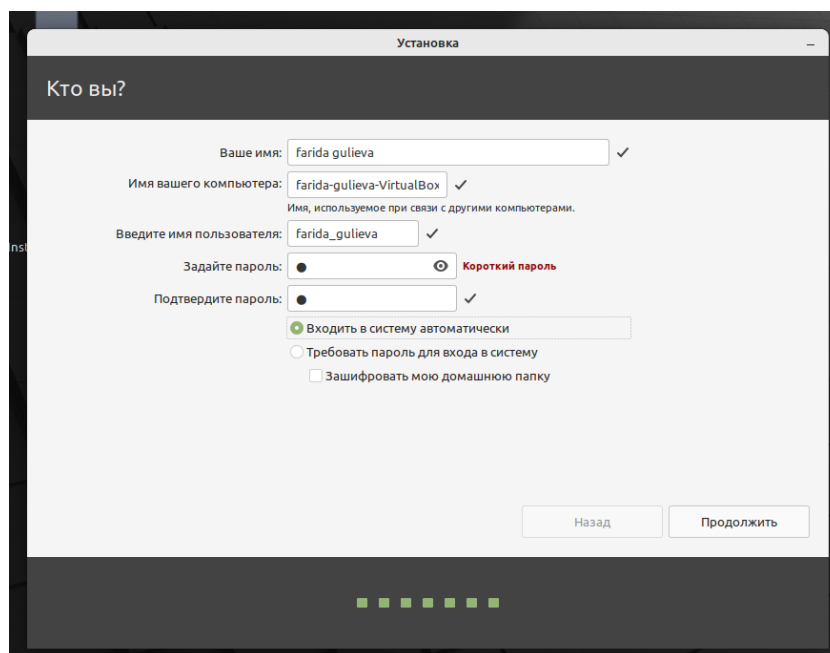 Установка
Кто вы?
Ваше имя: farida gulieva
Имя вашего компьютера: farida-gulieva-VirtualBox
Имя, используемое при связи с другими компьютерами.
Введите имя пользователя: farida_gulieva
Inst
Задайте пароль: ● Короткий пароль
Подтвердите пароль: ●
Входить в систему автоматически
Требовать пароль для входа в систему
Зашифровать мою домашнюю папку
Назад Продолжить